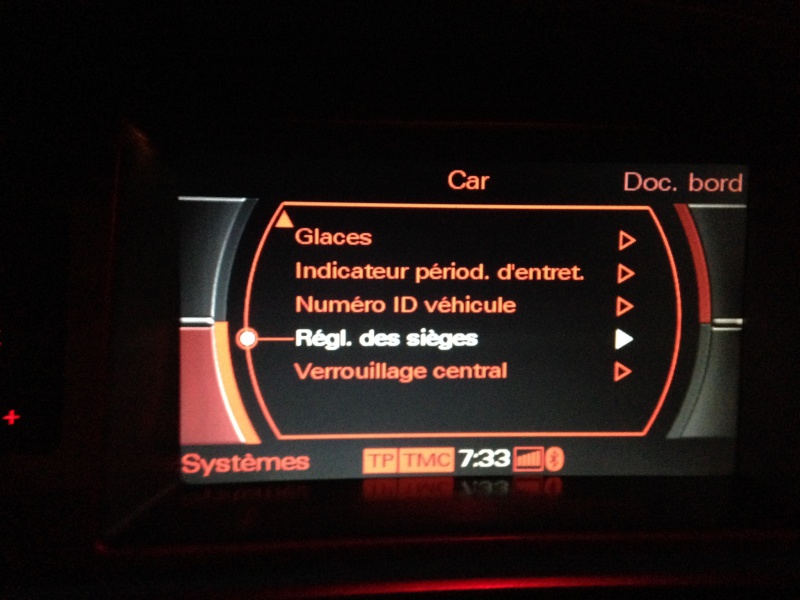 Car
Doc. bord
Glaces
Indicateur périod. d'entret.
Numéro ID véhicule
Régl. des sièges
Verrouillage central
Systèmes
TP TMC 7:33
+